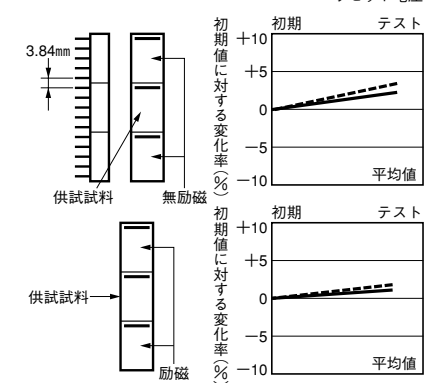 3.84mm
供試試料
無励磁
初期値に対する変化率(%)
初期
テスト
+10
+5
0
−5
−10
平均値
供試試料
励磁
初期値に対する変化率(%)
初期
テスト
+10
+5
0
−5
−10
平均値